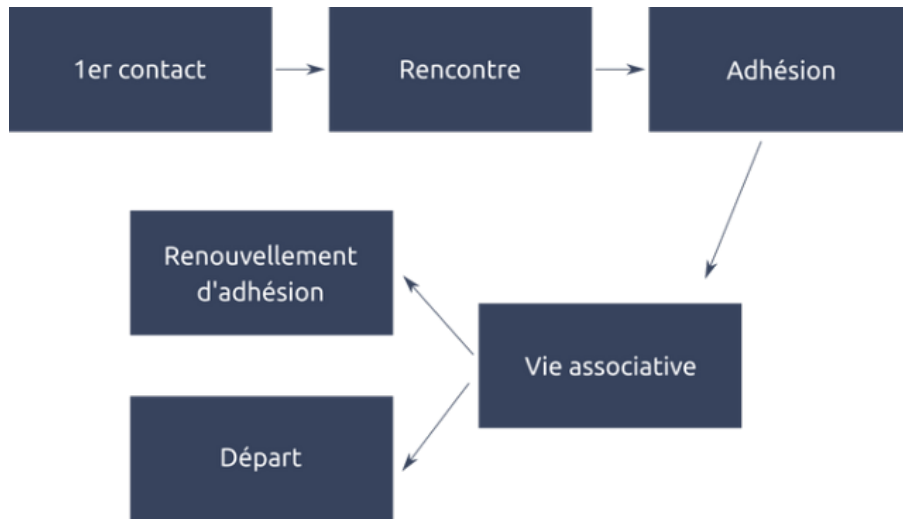 1er contact
Rencontre
Adhésion
Renouvellement
d'adhésion
Vie associative
Départ